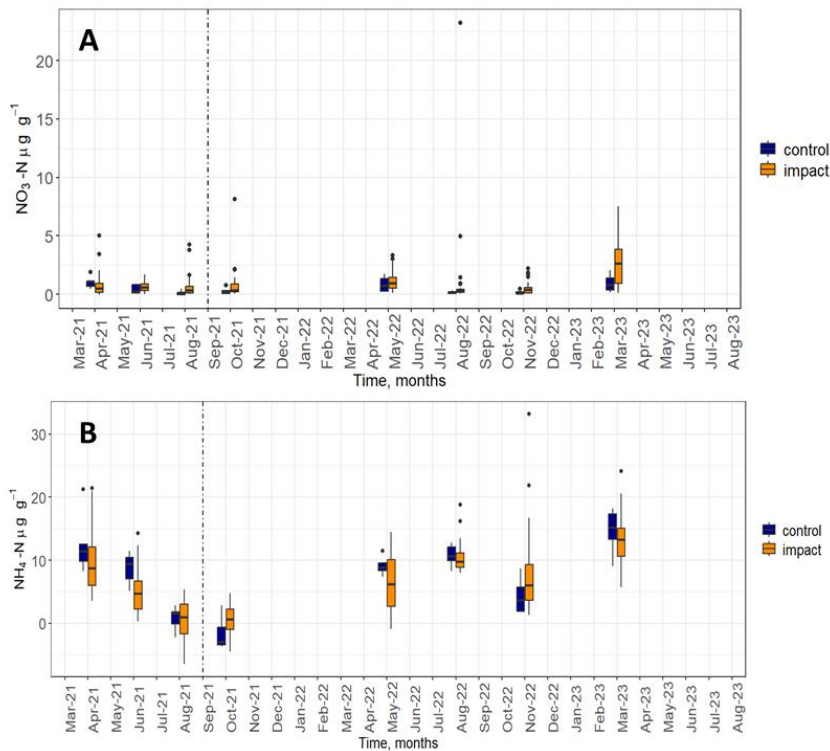 A
NO3-N μ g g-1
20
15
10
5
0
control
impact
Mar-21
Apr-21
May-21
Jun-21
Jul-21
Aug-21
Sep-21
Oct-21
Nov-21
Dec-21
Jan-22
Feb-22
Mar-22
Apr-22
May-22
Jun-22
Jul-22
Aug-22
Sep-22
Oct-22
Nov-22
Dec-22
Jan-23
Feb-23
Mar-23
Apr-23
May-23
Jun-23
Jul-23
Aug-23
Time, months
B
NH4-N μ g g-1
30
20
10
0
control
impact
Mar-21
Apr-21
May-21
Jun-21
Jul-21
Aug-21
Sep-21
Oct-21
Nov-21
Dec-21
Jan-22
Feb-22
Mar-22
Apr-22
May-22
Jun-22
Jul-22
Aug-22
Sep-22
Oct-22
Nov-22
Dec-22
Jan-23
Feb-23
Mar-23
Apr-23
May-23
Jun-23
Jul-23
Aug-23
Time, months